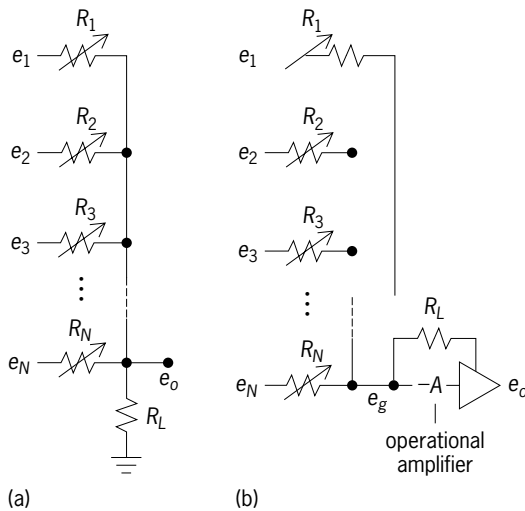 R1 R1
e1 e1
R2 R2
e2 e2
R3 R3
e3 e3
RN RN RL
eN eN
eo eg –A eo
RL
operational
amplifier
(a) (b)